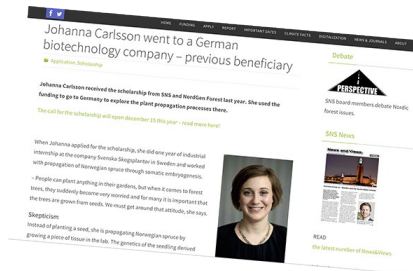 HOME FUNDING APPLY REPORT IMPORTANT DATES CLIMATE FACTS DIGITALIZATION NEWS & JOURNALS ABOUT
Johanna Carlsson went to a German
biotechnology company – previous beneficiary
Application, Scholarship
Johanna Carlsson received the scholarship from SNS and NordGen Forest last year. She used the
funding to go to Germany to explore the plant propagation processes there.
The call for the scholarship will open december 15 this year – read more here!
When Johanna applied for the scholarship, she did one year of industrial
internship at the company Svenska Skogsplantor in Sweden and worked
with propagation of Norwegian spruce through somatic embryogenesis.
– People can plant anything in their gardens, but when it comes to forest
trees, they suddenly become very worried and for many it is important that
the trees are grown from seeds. We must get around that attitude, she says.
Skepticism
Instead of planting a seed, she is propagating Norwegian spruce by
growing a piece of tissue in the lab. The genetics of the seedling derived
Debate
PERSPECTIVE
SNS board members debate Nordic
forest issues.
SNS News
News and Views
READ
the latest number of News&Views